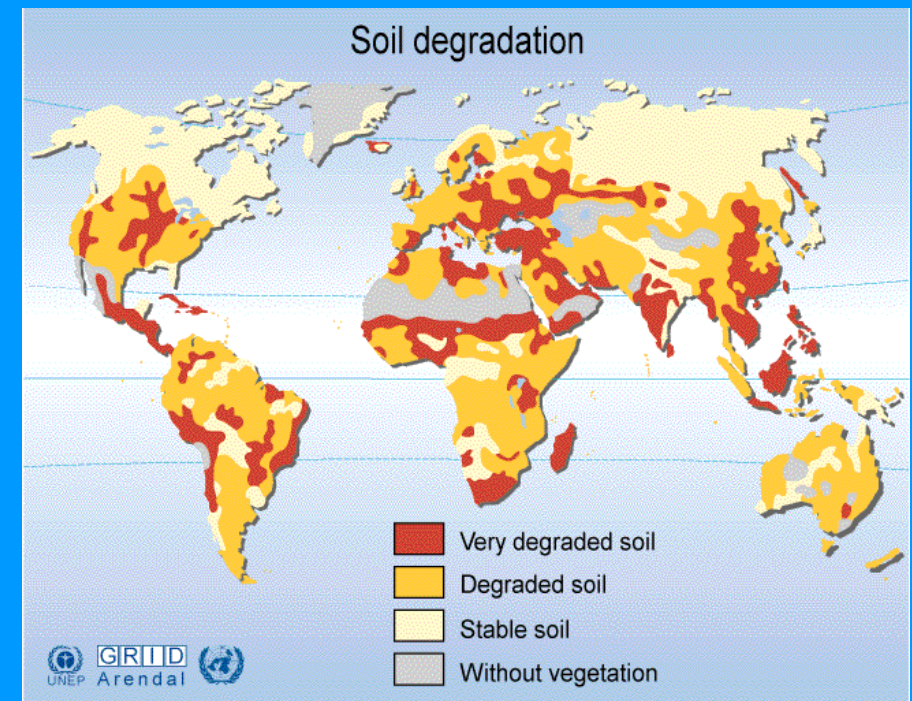 Soil degradation
Very degraded soil
Degraded soil
Stable soil
Without vegetation
UNEP
GRID
Arendal